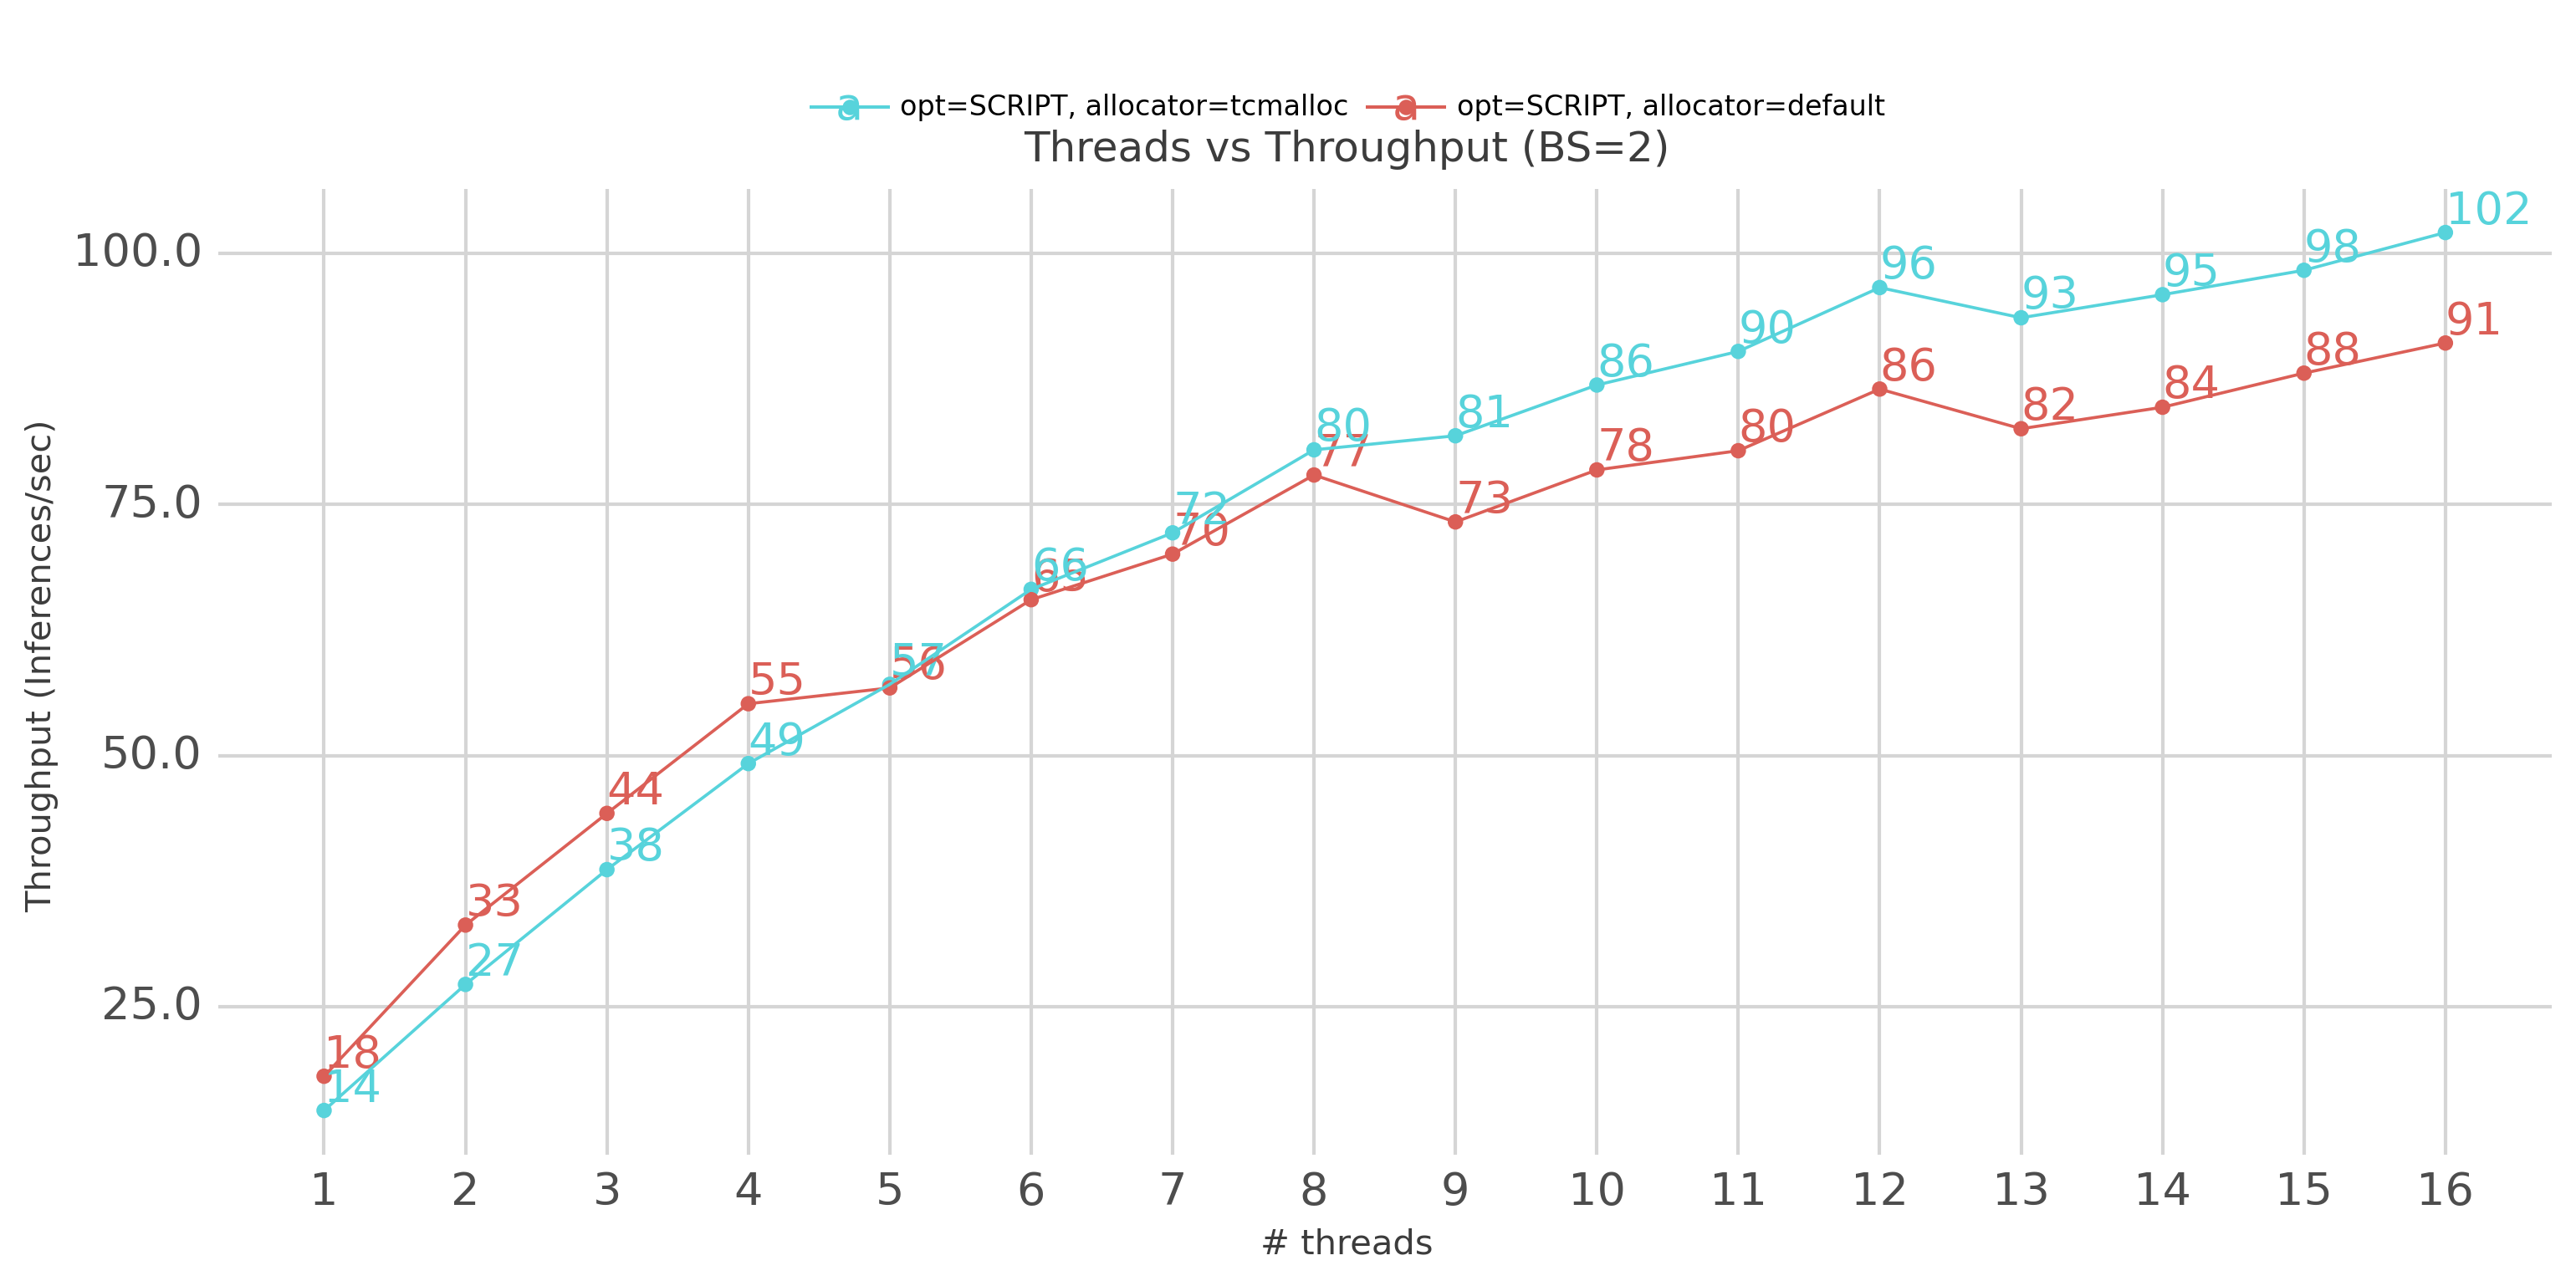 a opt=SCRIPT, allocator=tcmalloc a opt=SCRIPT, allocator=default
Threads vs Throughput (BS=2)
Throughput (Inferences/sec)
100.0
75.0
50.0
25.0
14 27 38 49 57 66 72 80 81 86 90 96 93 95 98 102
18 33 44 55 56 65 70 77 73 78 80 86 82 84 88 91
1 2 3 4 5 6 7 8 9 10 11 12 13 14 15 16
# threads